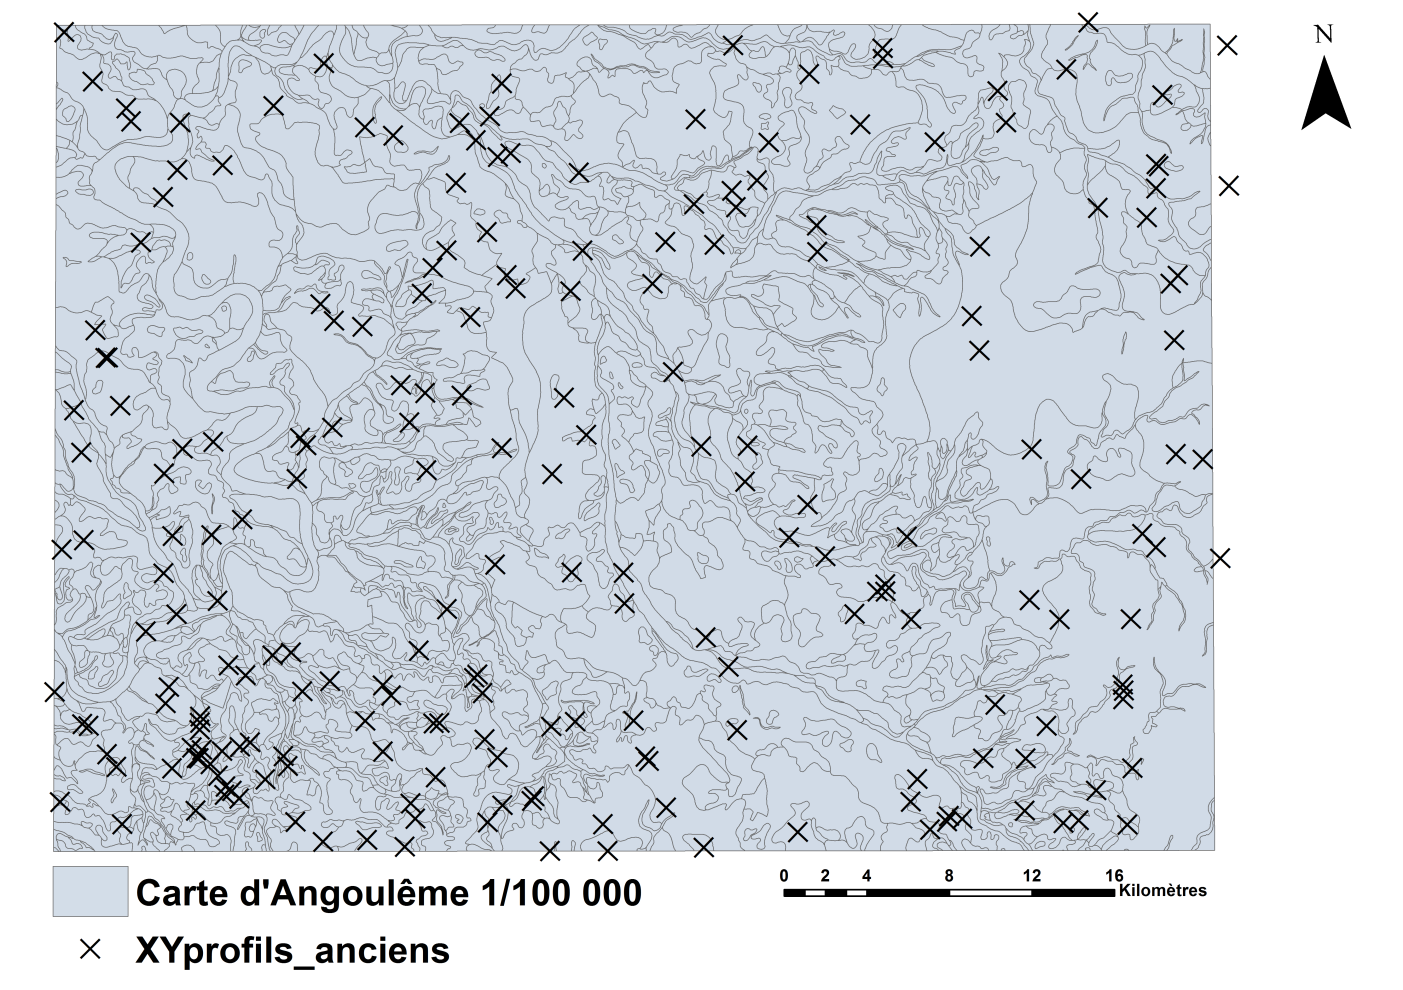 N
Carte d'Angoulême 1/100 000
XYprofils_anciens
0 2 4 8 12 16
Kilomètres